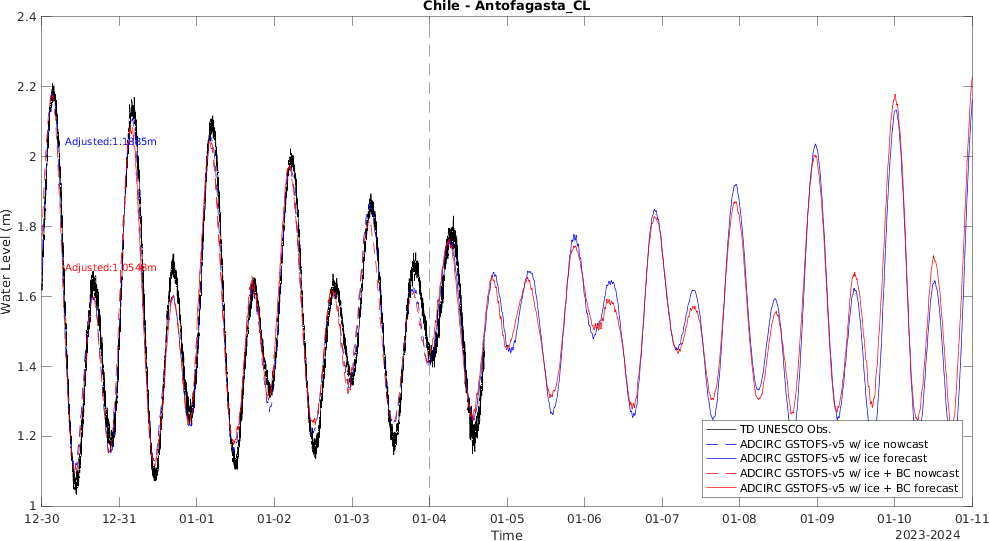 Chile - Antofagasta_CL
Water Level (m)
2.4
2.2
2
1.8
1.6
1.4
1.2
1
Adjusted:1.1385m
Adjusted:1.0548m
TD UNESCO Obs.
ADCIRC GSTOFS-v5 w/ ice nowcast
ADCIRC GSTOFS-v5 w/ ice forecast
ADCIRC GSTOFS-v5 w/ ice + BC nowcast
ADCIRC GSTOFS-v5 w/ ice + BC forecast
12-30 12-31 01-01 01-02 01-03 01-04 01-05 01-06 01-07 01-08 01-09 01-10 01-11
Time
2023-2024